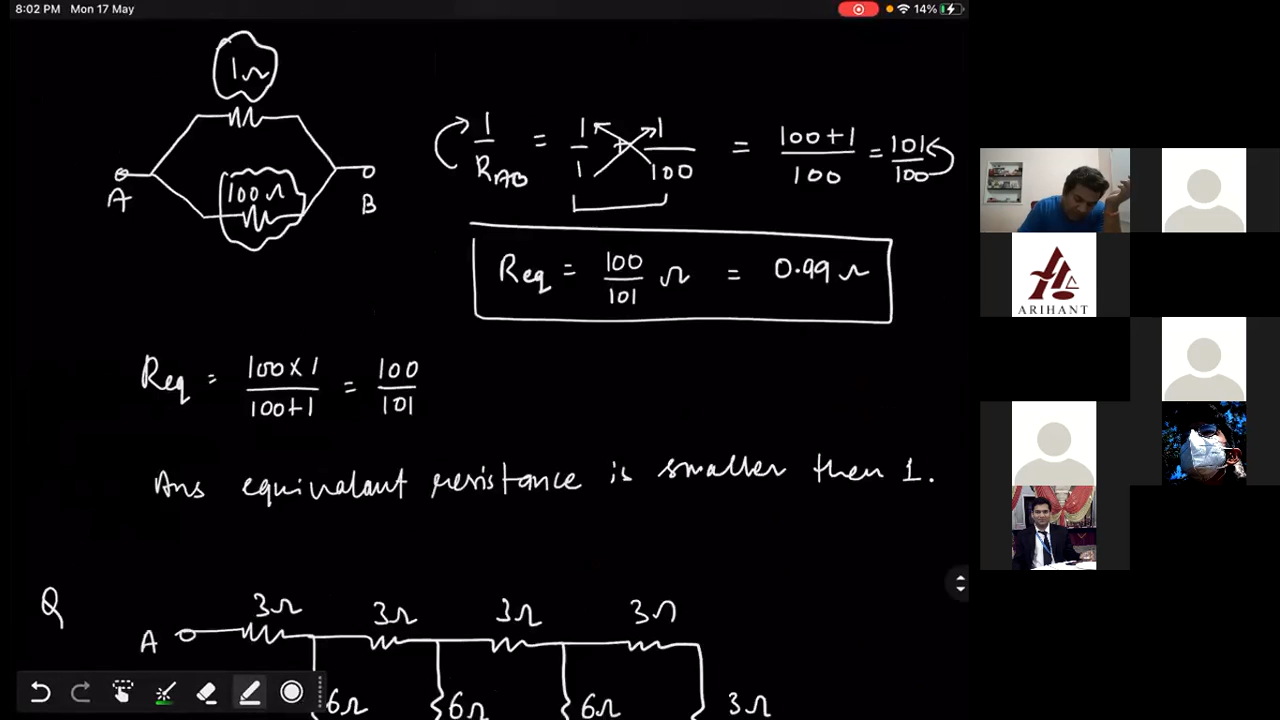 8:02 PM Mon 17 May
14%
1Ω
100Ω
A
B
1/R_AB = 1/1 + 1/100 = 100+1/100 = 101/100
Req = 100/101 Ω = 0.99 Ω
Req = 100×1/100+1 = 100/101
Ans equivalant resistance is smaller then 1.
Q
A
3Ω 3Ω 3Ω 3Ω
6Ω 6Ω 6Ω 3Ω
ARIHANT